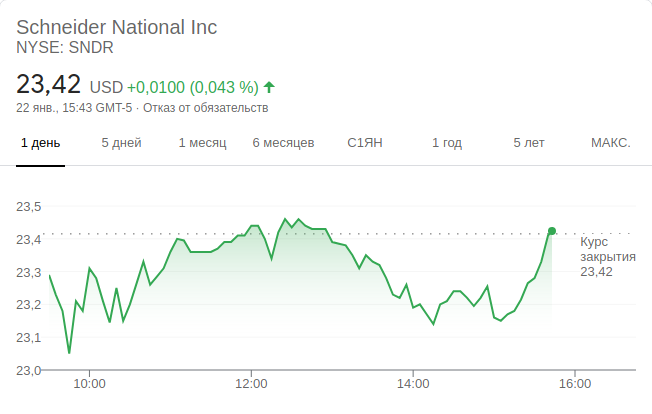 Schneider National Inc
NYSE: SNDR
23,42 USD +0,0100 (0,043 %)
22 янв., 15:43 GMT-5 · Отказ от обязательств
1 день 5 дней 1 месяц 6 месяцев С1ЯН 1 год 5 лет МАКС.
23,5
23,4
23,3
23,2
23,1
23,0
Курс
закрытия
23,42
10:00 12:00 14:00 16:00